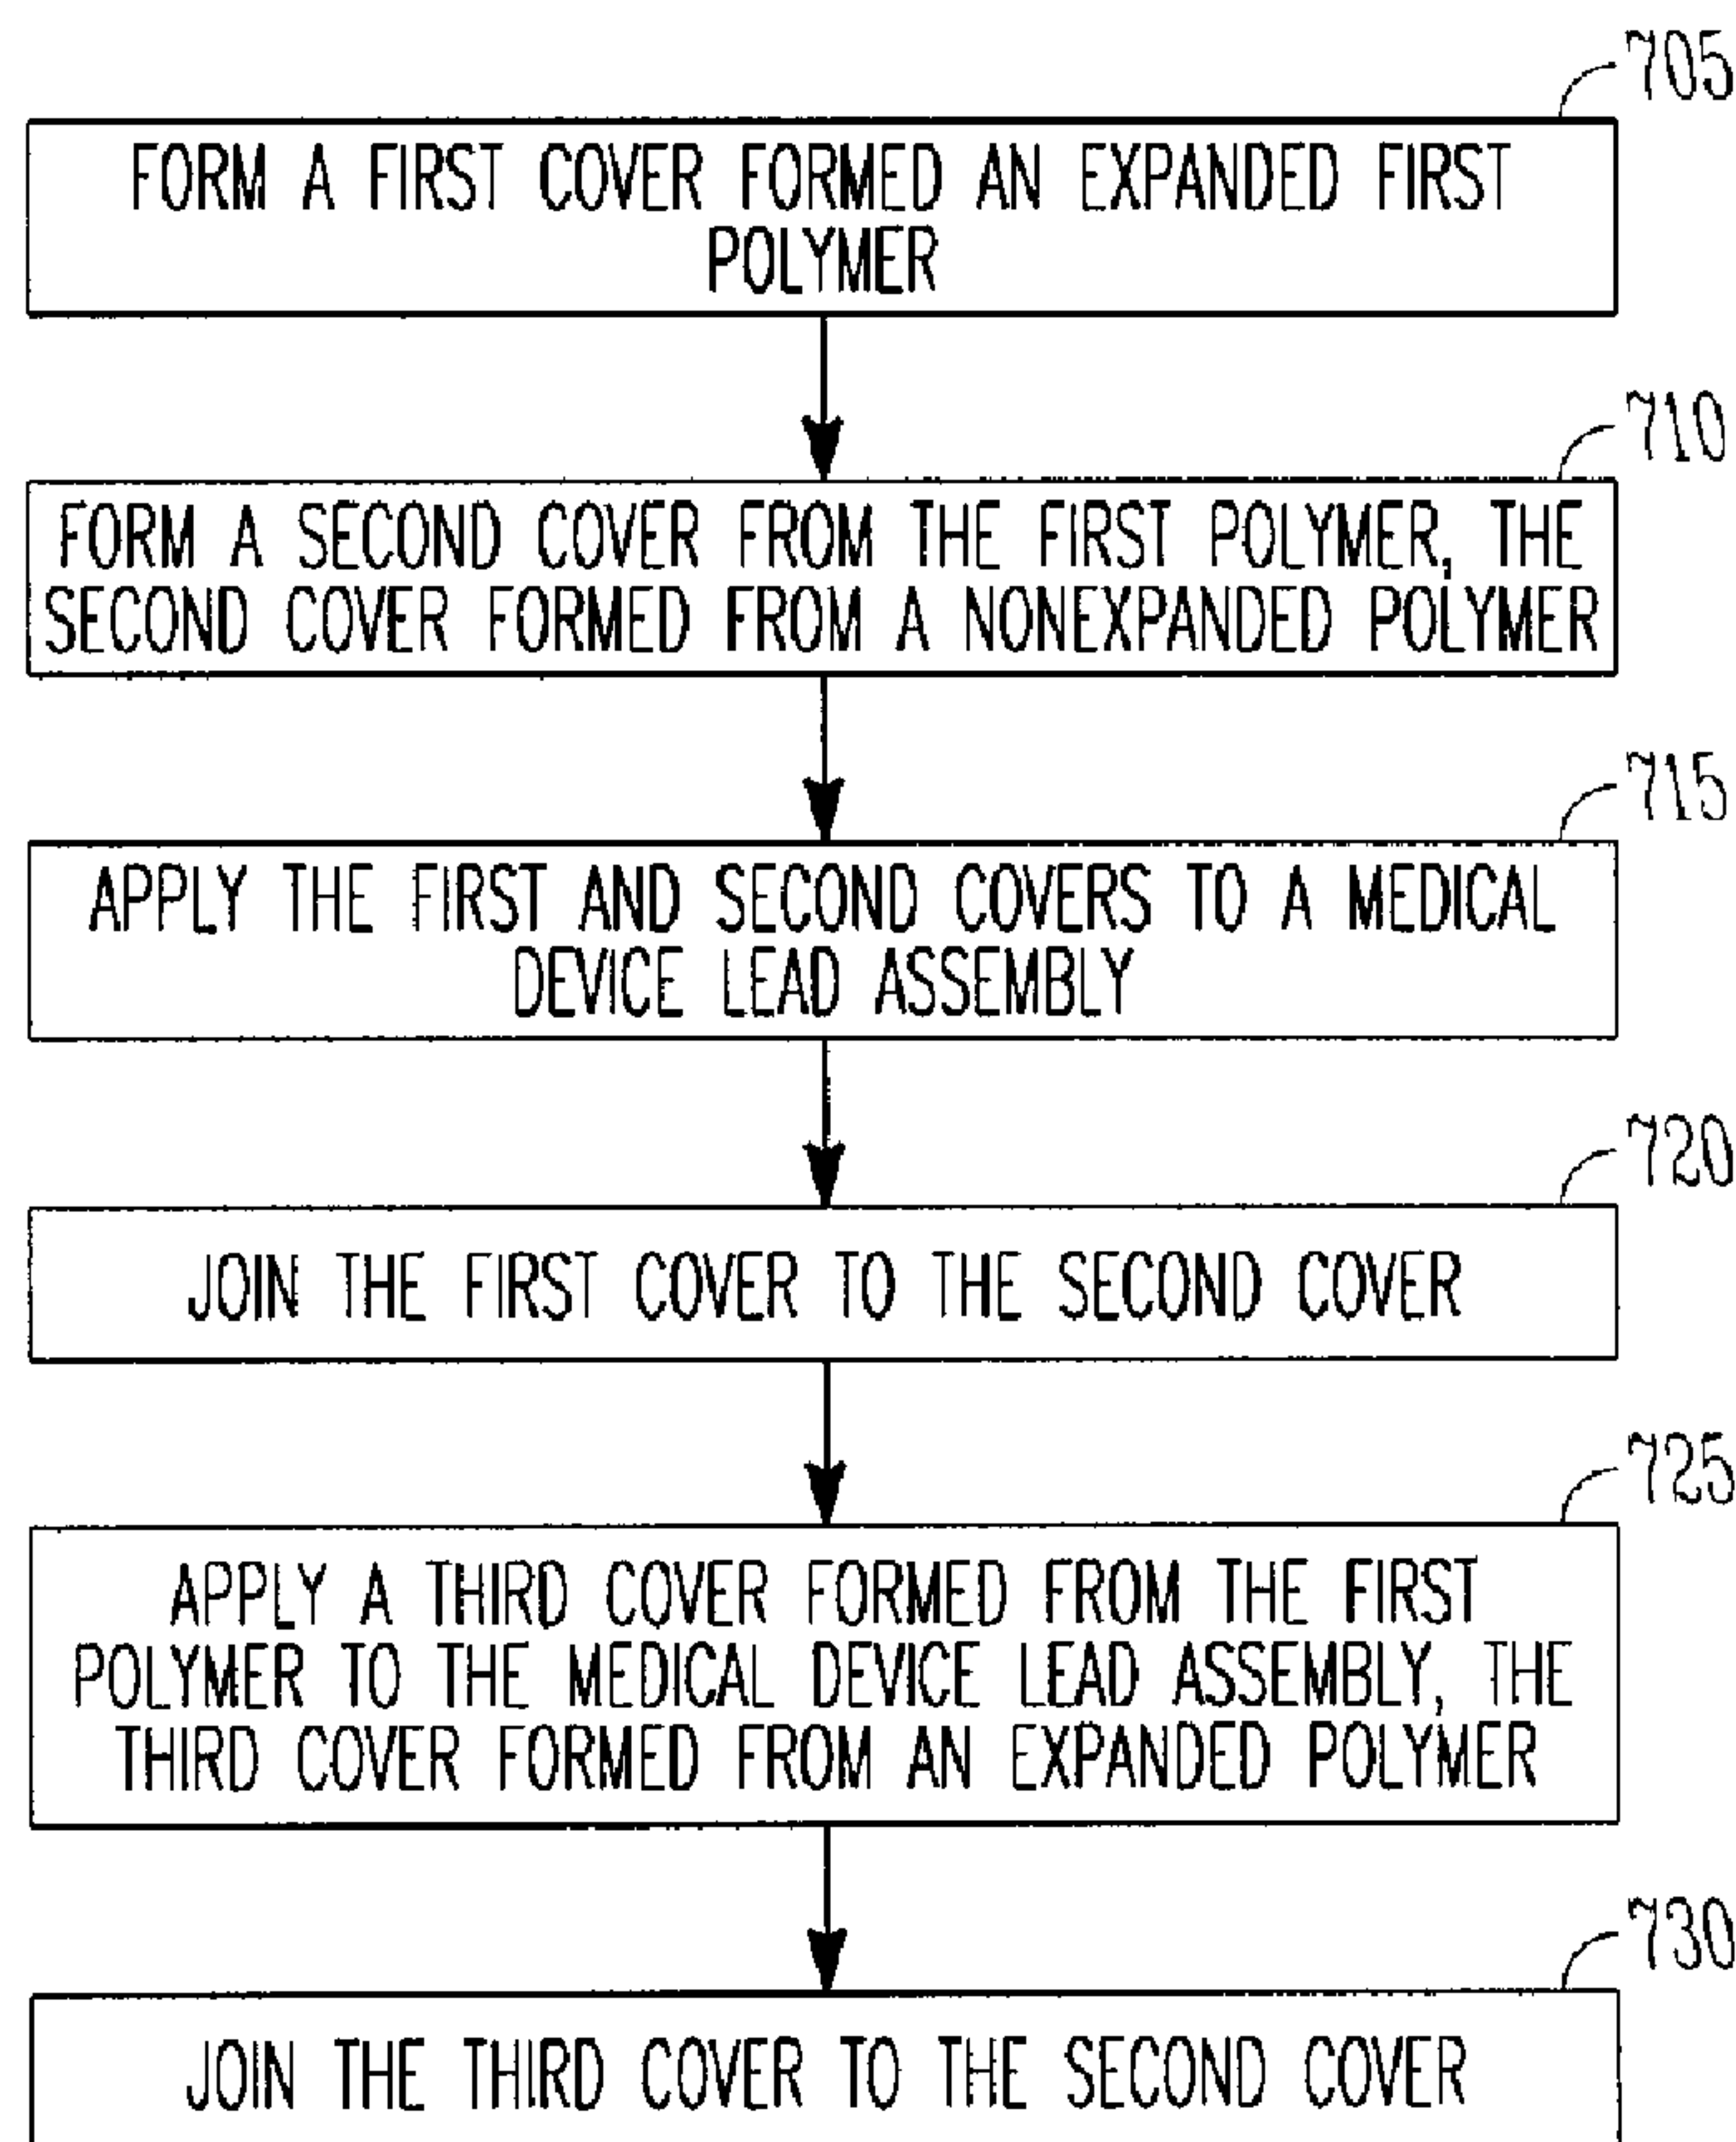 705
FORM A FIRST COVER FORMED AN EXPANDED FIRST
POLYMER
710
FORM A SECOND COVER FROM THE FIRST POLYMER, THE
SECOND COVER FORMED FROM A NONEXPANDED POLYMER
715
APPLY THE FIRST AND SECOND COVERS TO A MEDICAL
DEVICE LEAD ASSEMBLY
720
JOIN THE FIRST COVER TO THE SECOND COVER
725
APPLY A THIRD COVER FORMED FROM THE FIRST
POLYMER TO THE MEDICAL DEVICE LEAD ASSEMBLY, THE
THIRD COVER FORMED FROM AN EXPANDED POLYMER
730
JOIN THE THIRD COVER TO THE SECOND COVER